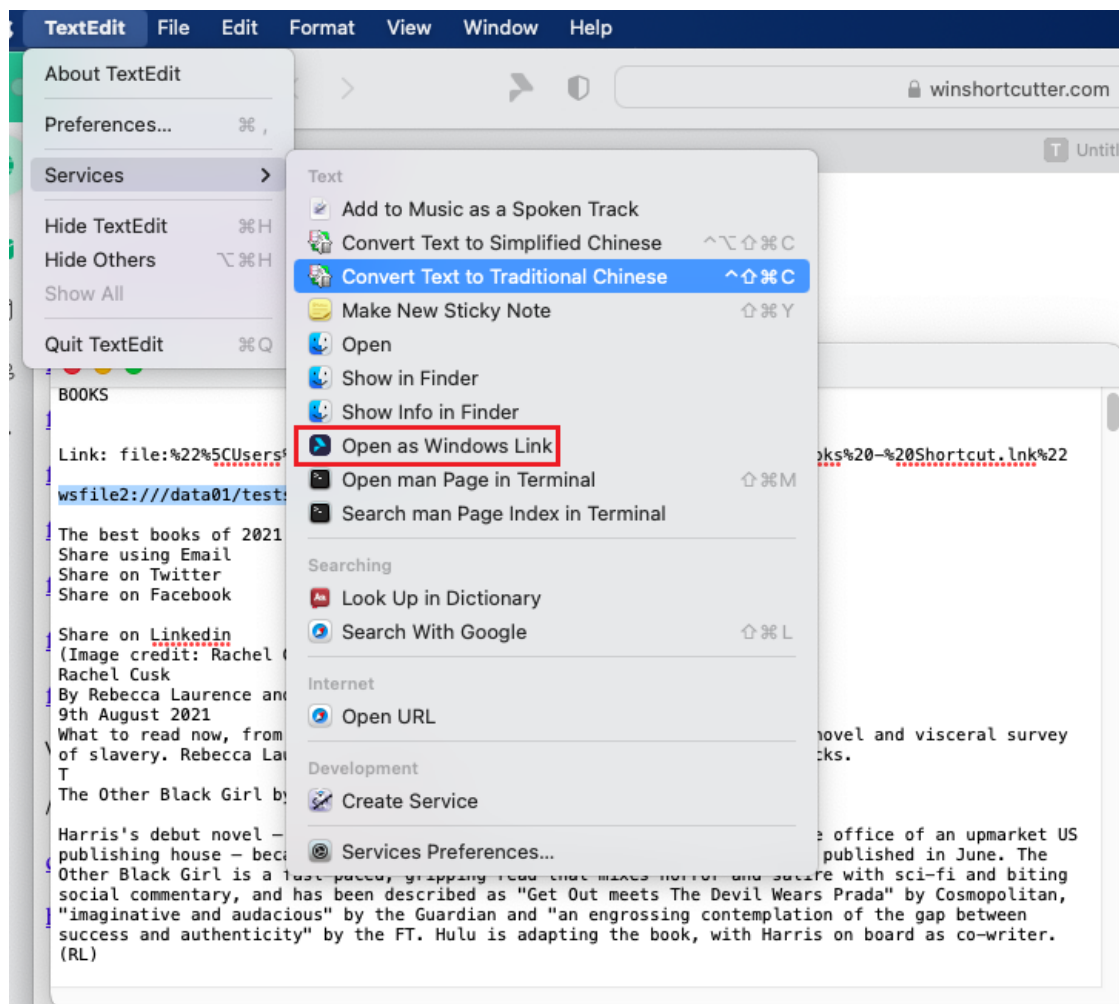 TextEdit File Edit Format View Window Help
About TextEdit
Preferences... ⌘ ,
Services >
Hide TextEdit ⌘H
Hide Others ⌥⌘H
Show All
Quit TextEdit ⌘Q
winshortcutter.com
T
Text
Add to Music as a Spoken Track
Convert Text to Simplified Chinese ^⌥⇧⌘C
Convert Text to Traditional Chinese ^⇧⌘C
Make New Sticky Note ⇧⌘Y
Open
Show in Finder
Show Info in Finder
Open as Windows Link
Open man Page in Terminal ⇧⌘M
Search man Page Index in Terminal
Searching
Look Up in Dictionary
Search With Google ⇧⌘L
Internet
Open URL
Development
Create Service
Services Preferences...
BOOKS
Link: file:%22%5CUsers oks%20-%20Shortcut.lnk%22
wsfile2:///data01/tests
The best books of 2021
Share using Email
Share on Twitter
Share on Facebook
Share on Linkedin
(Image credit: Rachel
Rachel Cusk
By Rebecca Laurence and
9th August 2021
What to read now, from novel and visceral survey
of slavery. Rebecca
T
The Other Black Girl by
Harris's debut novel – office of an upmarket US
publishing house – published in June. The
Other Black Girl is a fast-paced, gripping read that mixes horror and satire with sci-fi and biting
social commentary, and has been described as "Get Out meets The Devil Wears Prada" by Cosmopolitan,
"imaginative and audacious" by the Guardian and "an engrossing contemplation of the gap between
success and authenticity" by the FT. Hulu is adapting the book, with Harris on board as co-writer.
(RL)